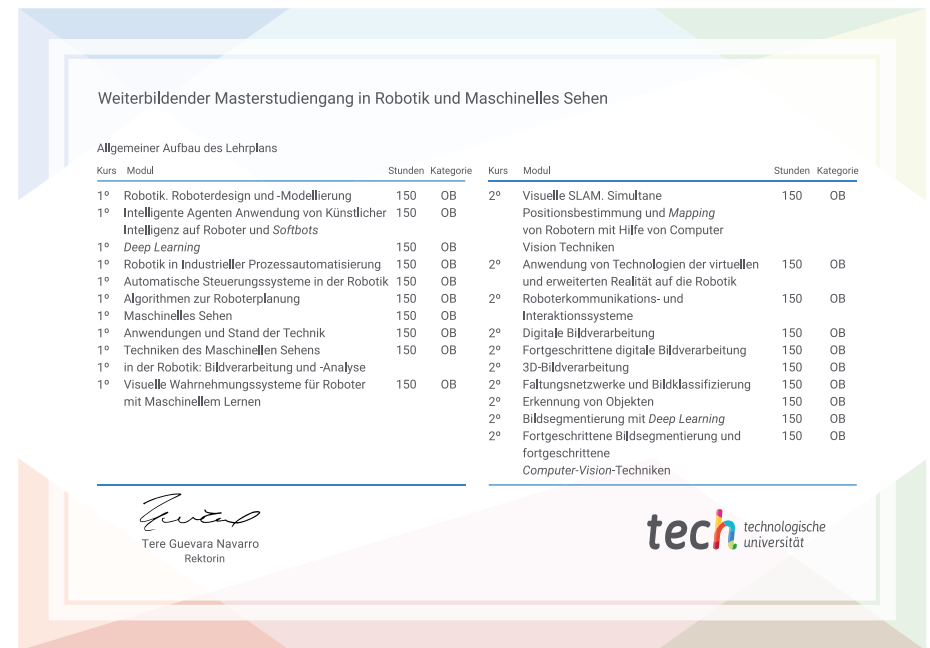 Weiterbildender Masterstudiengang in Robotik und Maschinelles Sehen
Allgemeiner Aufbau des Lehrplans
Kurs Modul Stunden Kategorie
1º Robotik. Roboterdesign und -Modellierung 150 OB
1º Intelligente Agenten Anwendung von Künstlicher 150 OB
Intelligenz auf Roboter und Softbots
1º Deep Learning 150 OB
1º Robotik in Industrieller Prozessautomatisierung 150 OB
1º Automatische Steuerungssysteme in der Robotik 150 OB
1º Algorithmen zur Roboterplanung 150 OB
1º Maschinelles Sehen 150 OB
1º Anwendungen und Stand der Technik 150 OB
1º Techniken des Maschinellen Sehens 150 OB
1º in der Robotik: Bildverarbeitung und -Analyse
1º Visuelle Wahrnehmungssysteme für Roboter 150 OB
mit Maschinellem Lernen
Kurs Modul Stunden Kategorie
2º Visuelle SLAM. Simultane 150 OB
Positionsbestimmung und Mapping
von Robotern mit Hilfe von Computer
Vision Techniken
2º Anwendung von Technologien der virtuellen 150 OB
und erweiterten Realität auf die Robotik
2º Roboterkommunikations- und 150 OB
Interaktionssysteme
2º Digitale Bildverarbeitung 150 OB
2º Fortgeschrittene digitale Bildverarbeitung 150 OB
2º 3D-Bildverarbeitung 150 OB
2º Faltungsnetzwerke und Bildklassifizierung 150 OB
2º Erkennung von Objekten 150 OB
2º Bildsegmentierung mit Deep Learning 150 OB
2º Fortgeschrittene Bildsegmentierung und 150 OB
fortgeschrittene
Computer-Vision-Techniken
Tere Guevara Navarro
Rektorin
tech technologische
universität